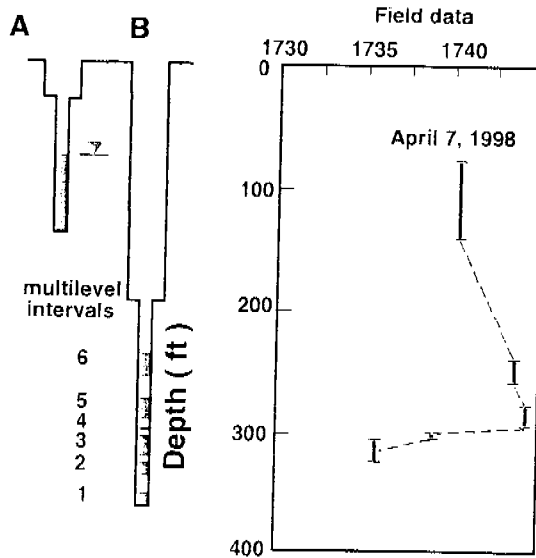 A B
multilevel
intervals
6
5
4
3
2
1
Depth ( ft )
Field data
1730 1735 1740
0
100
200
300
400
April 7, 1998